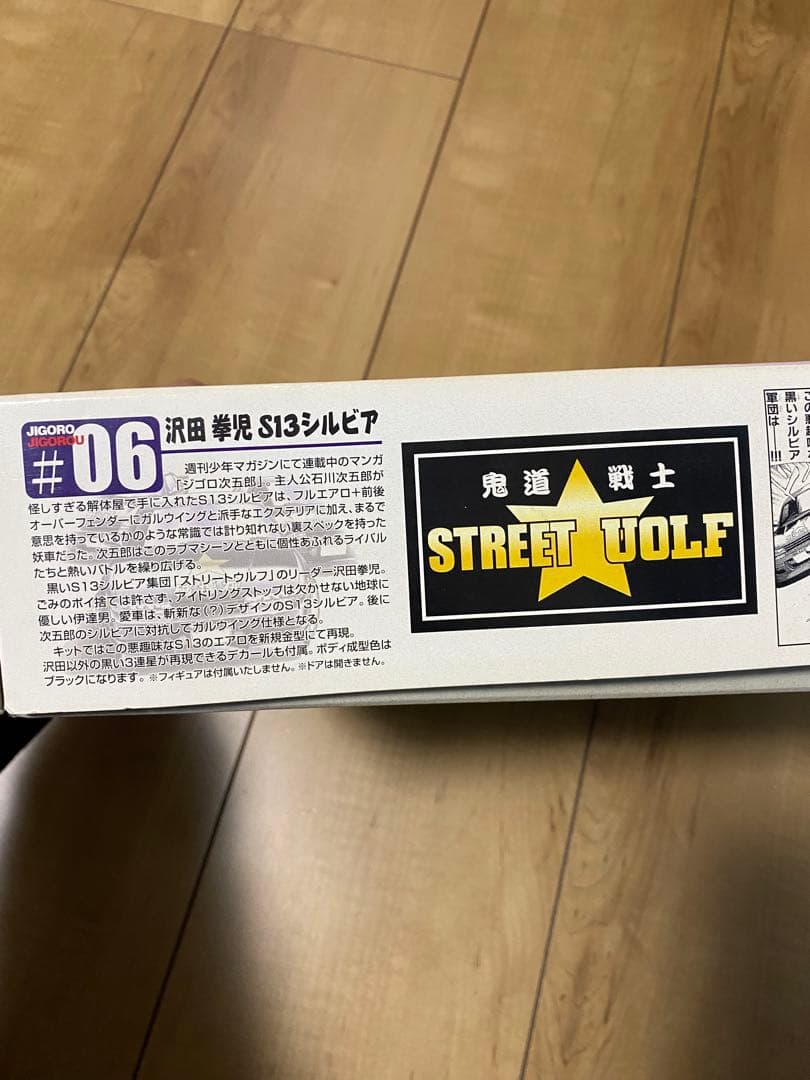 JIGORO
JIGOROU
#06
沢田 拳児 S13シルビア
週刊少年マガジンにて連載中のマンガ
「ジゴロ次五郎」。主人公石川次五郎が
怪しすぎる解体屋で手に入れたS13シルビアは、フルエアロ+前後
オーバーフェンダーにガルウイングと派手なエクステリアに加え、まるで
意思を持っているかのような常識では計り知れない裏スペックを持った
妖車だった。次五郎はこのラブマシーンとともに個性あふれるライバル
たちと熱いバトルを繰り広げる。
黒いS13シルビア集団「ストリートウルフ」のリーダー沢田拳児。
ごみのポイ捨ては許さず、アイドリングストップは欠かせない地球に
優しい伊達男。愛車は、斬新な(?)デザインのS13シルビア。後に
次五郎のシルビアに対抗してガルウイング仕様となる。
キットではこの悪趣味なS13のエアロを新規金型にて再現。
沢田以外の黒い3連星が再現できるデカールも付属。ボディ成型色は
ブラックになります。※フィギュアは付属いたしません。※ドアは開きません。
鬼道 戦士
STREET UOLF
黒いシルビア
軍団は――!!!